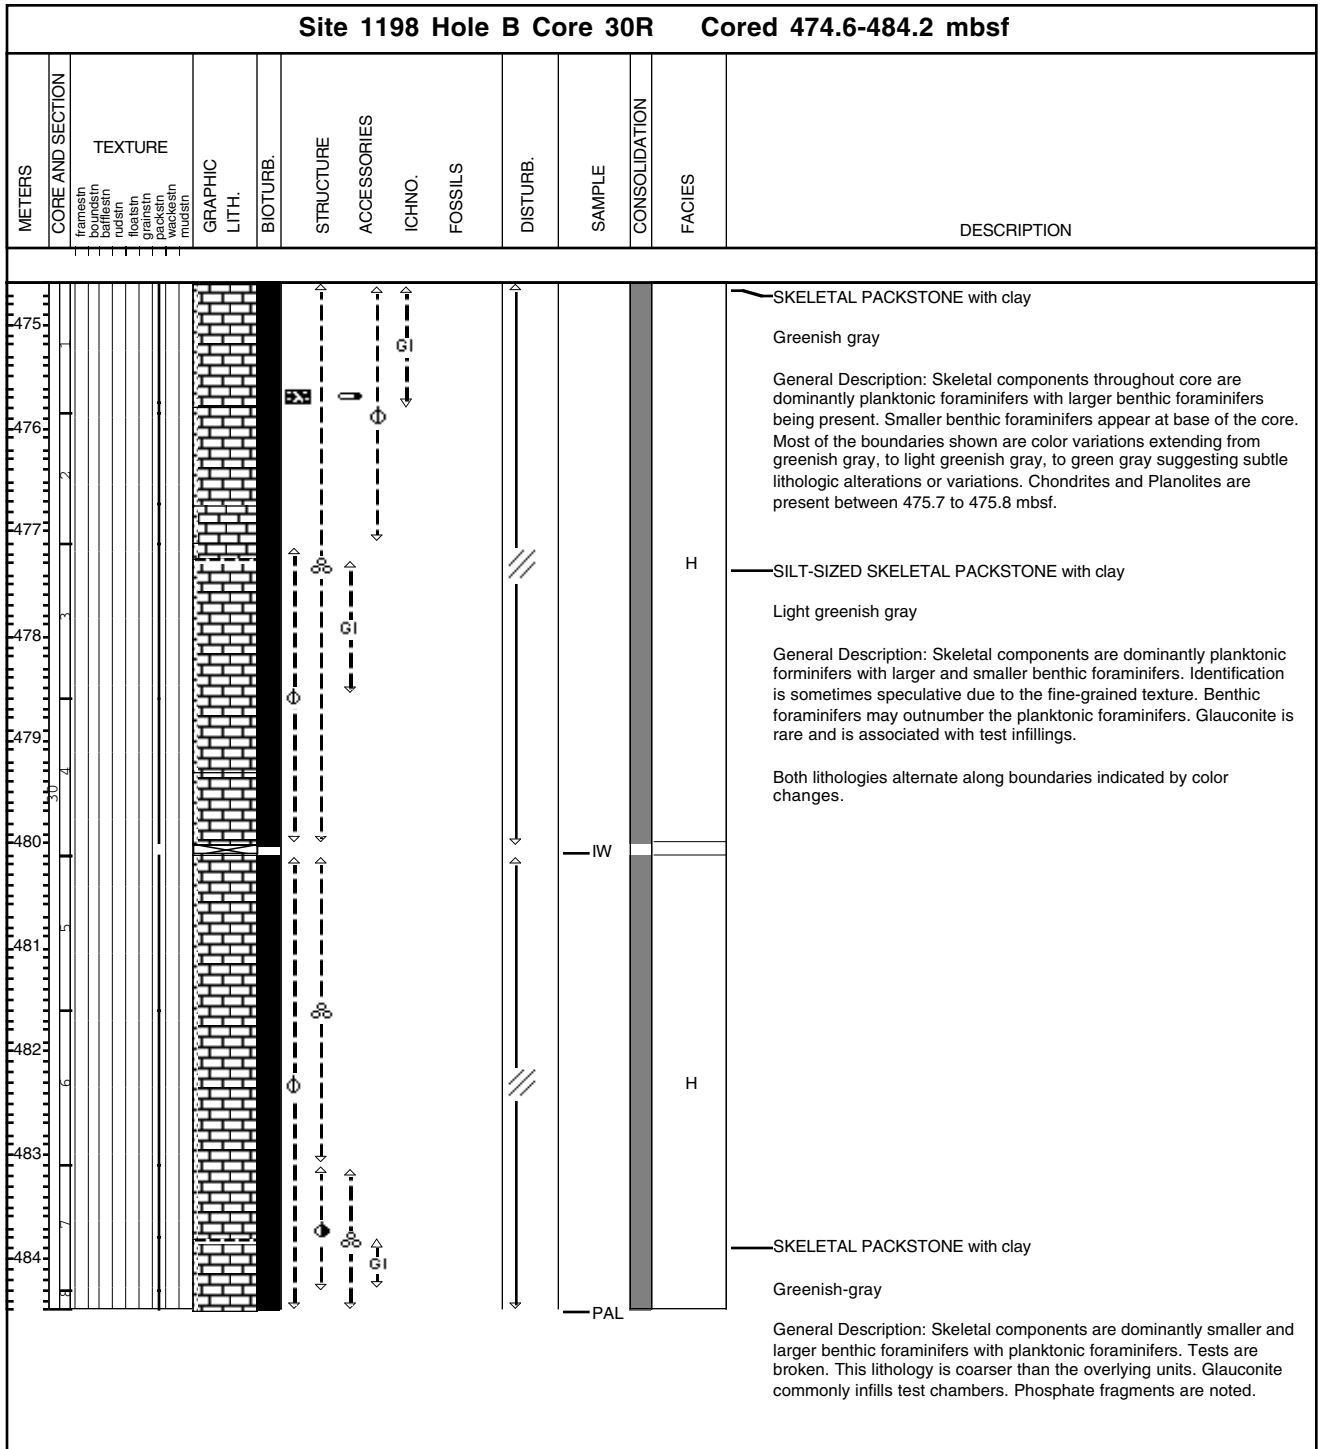 Site 1198 Hole B Core 30R Cored 474.6-484.2 mbsf
METERS
CORE AND SECTION
TEXTURE
framestn
boundstn
bafflestn
rudstn
floatstn
grainstn
packstn
wackestn
mudstn
GRAPHIC
LITH.
BIOTURB.
STRUCTURE
ACCESSORIES
ICHNO.
FOSSILS
DISTURB.
SAMPLE
CONSOLIDATION
FACIES
DESCRIPTION
SKELETAL PACKSTONE with clay
475
Greenish gray
1
GI
General Description: Skeletal components throughout core are
dominantly planktonic foraminifers with larger benthic foraminifers
being present. Smaller benthic foraminifers appear at base of the core.
476
Most of the boundaries shown are color variations extending from
greenish gray, to light greenish gray, to green gray suggesting subtle
2
lithologic alterations or variations. Chondrites and Planolites are
present between 475.7 to 475.8 mbsf.
477
H
SILT-SIZED SKELETAL PACKSTONE with clay
3
Light greenish gray
GI
478
General Description: Skeletal components are dominantly planktonic
forminifers with larger and smaller benthic foraminifers. Identification
is sometimes speculative due to the fine-grained texture. Benthic
foraminifers may outnumber the planktonic foraminifers. Glauconite is
479
rare and is associated with test infillings.
4
30
Both lithologies alternate along boundaries indicated by color
changes.
480
IW
5
481
482
6
H
483
7
484
SKELETAL PACKSTONE with clay
GI
Greenish-gray
8
PAL
General Description: Skeletal components are dominantly smaller and
larger benthic foraminifers with planktonic foraminifers. Tests are
broken. This lithology is coarser than the overlying units. Glauconite
commonly infills test chambers. Phosphate fragments are noted.